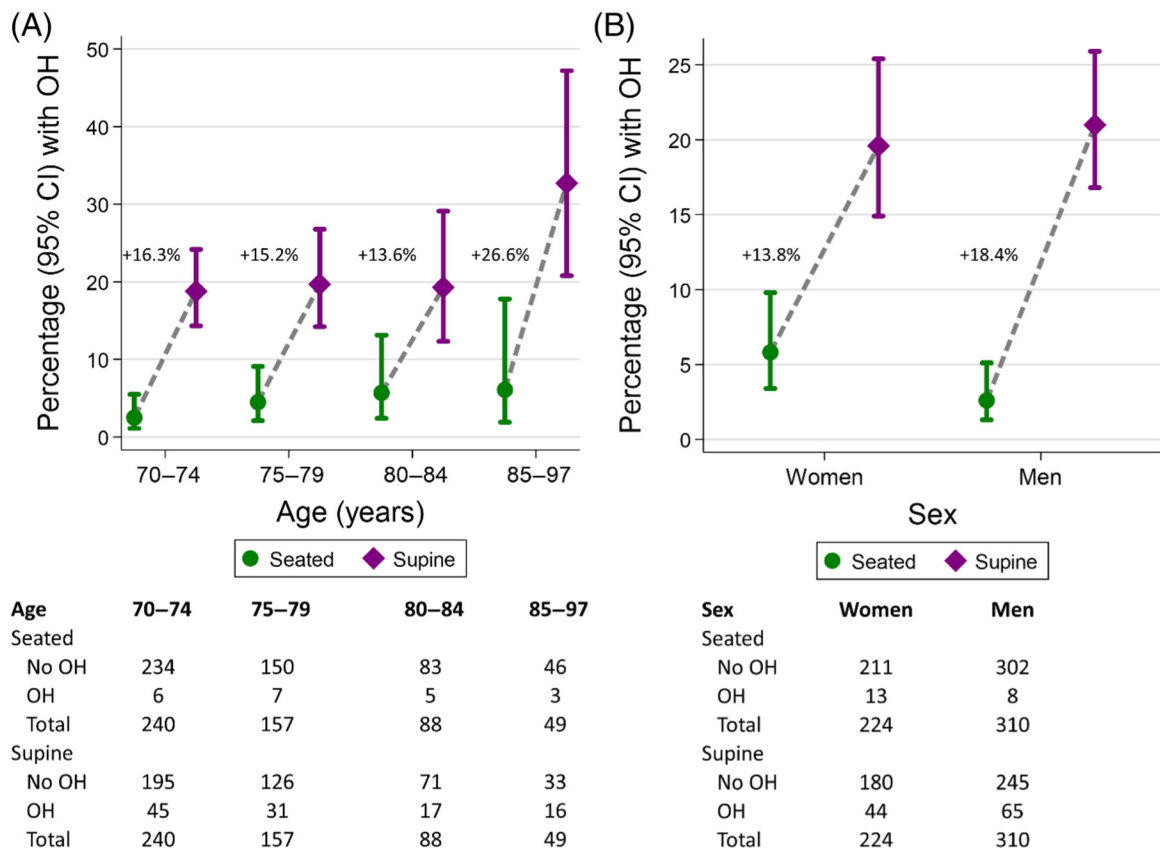 (A)
Percentage (95% CI) with OH
50
40
30
20
10
0
+16.3%
+15.2%
+13.6%
+26.6%
70–74
75–79
80–84
85–97
Age (years)
Seated
Supine
Age 70–74 75–79 80–84 85–97
Seated
No OH 234 150 83 46
OH 6 7 5 3
Total 240 157 88 49
Supine
No OH 195 126 71 33
OH 45 31 17 16
Total 240 157 88 49
(B)
Percentage (95% CI) with OH
25
20
15
10
5
0
+13.8%
+18.4%
Women
Men
Sex
Seated
Supine
Sex Women Men
Seated
No OH 211 302
OH 13 8
Total 224 310
Supine
No OH 180 245
OH 44 65
Total 224 310